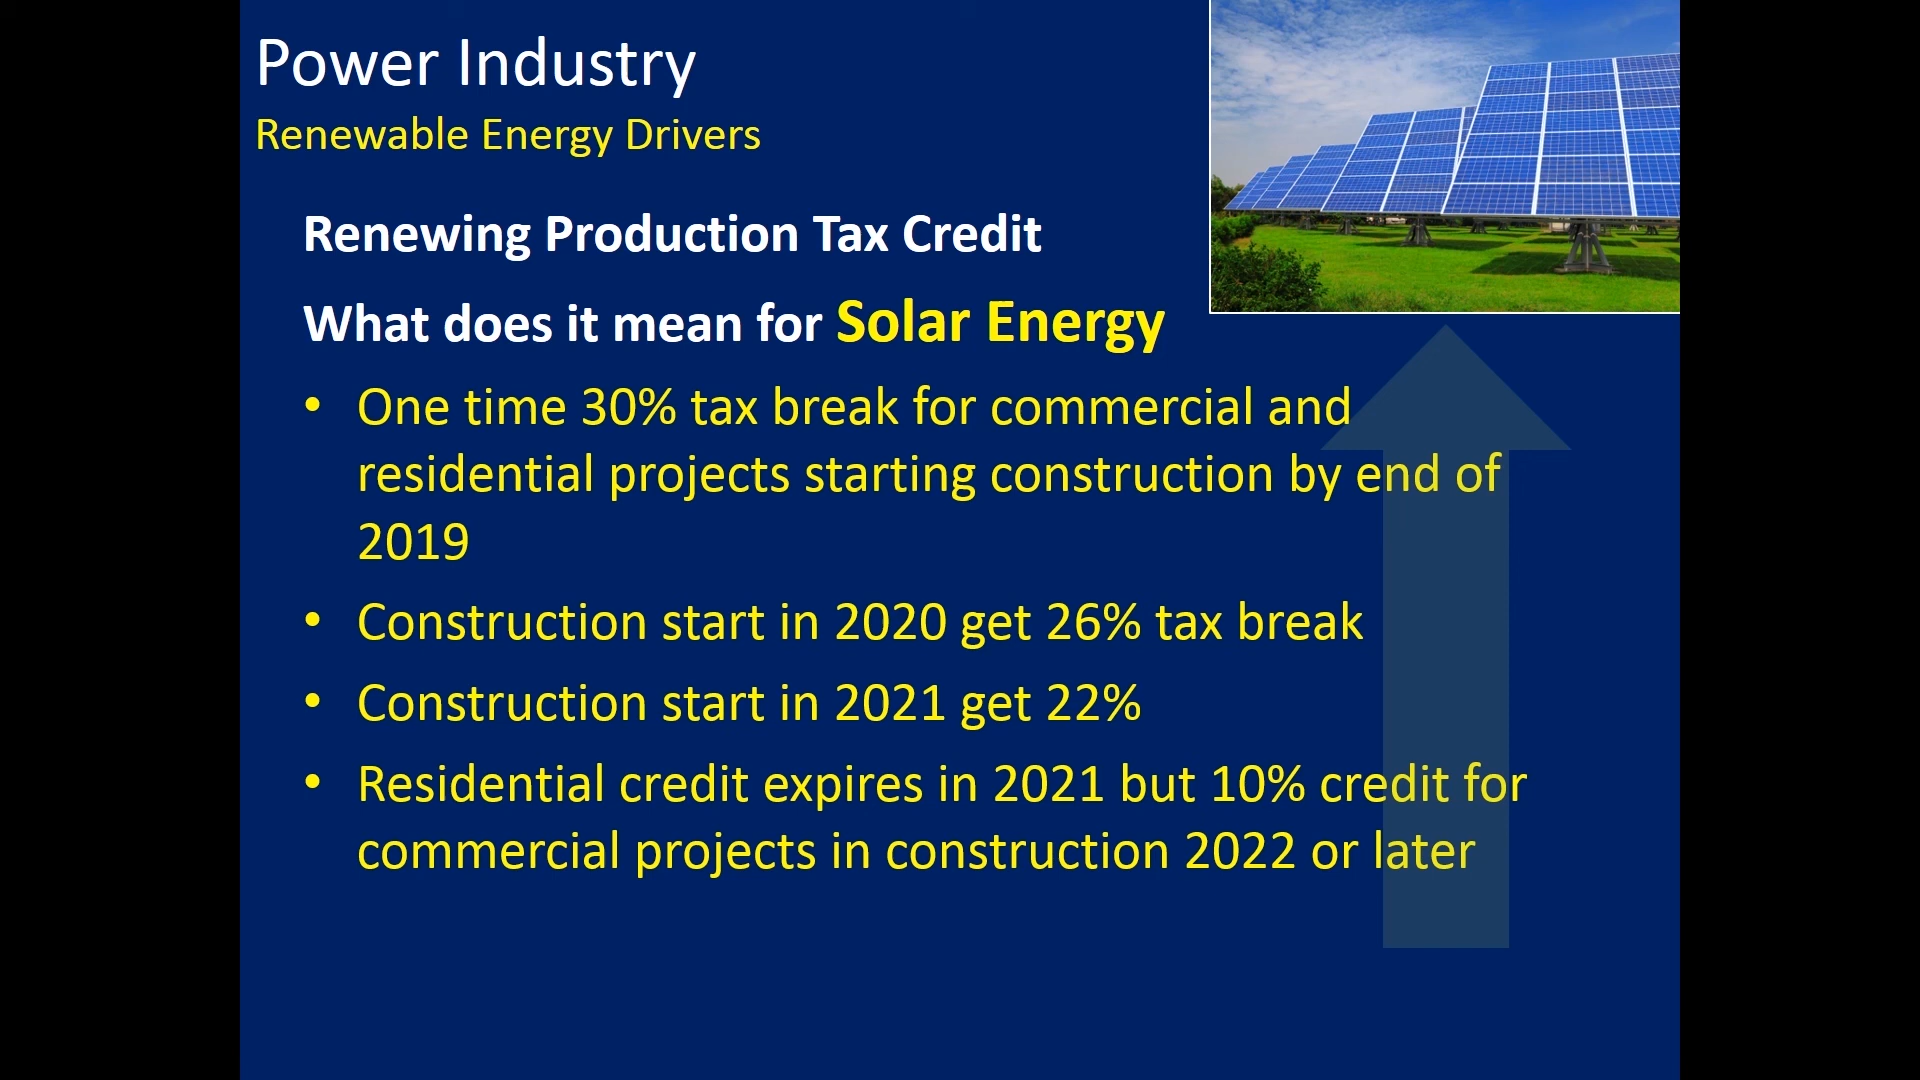 Power Industry
Renewable Energy Drivers
Renewing Production Tax Credit
What does it mean for Solar Energy
• One time 30% tax break for commercial and
residential projects starting construction by end of
2019
• Construction start in 2020 get 26% tax break
• Construction start in 2021 get 22%
• Residential credit expires in 2021 but 10% credit for
commercial projects in construction 2022 or later